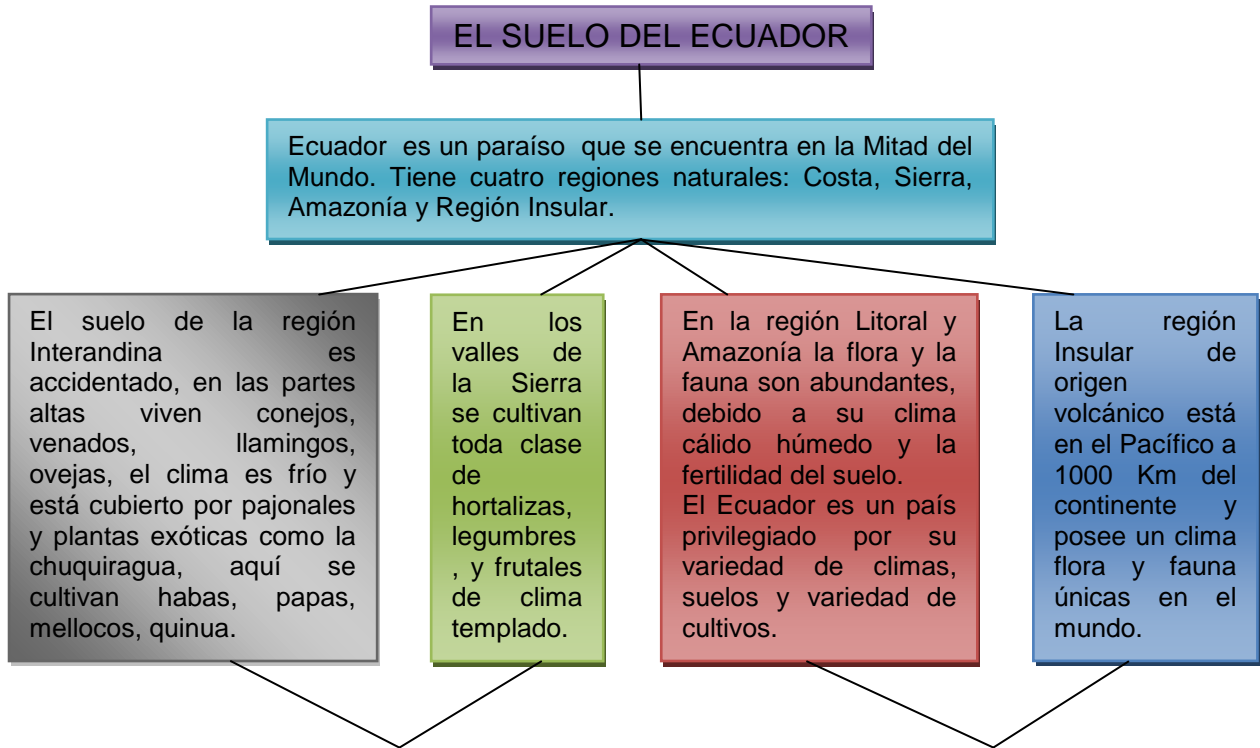 EL SUELO DEL ECUADOR
Ecuador es un paraíso que se encuentra en la Mitad del
Mundo. Tiene cuatro regiones naturales: Costa, Sierra,
Amazonía y Región Insular.
El suelo de la región
Interandina es
accidentado, en las partes
altas viven conejos,
venados, llamingos,
ovejas, el clima es frío y
está cubierto por pajonales
y plantas exóticas como la
chuquiragua, aquí se
cultivan habas, papas,
mellocos, quinua.
En los
valles de
la Sierra
se cultivan
toda clase
de
hortalizas,
legumbres
, y frutales
de clima
templado.
En la región Litoral y
Amazonía la flora y la
fauna son abundantes,
debido a su clima
cálido húmedo y la
fertilidad del suelo.
El Ecuador es un país
privilegiado por su
variedad de climas,
suelos y variedad de
cultivos.
La región
Insular de
origen
volcánico está
en el Pacífico a
1000 Km del
continente y
posee un clima
flora y fauna
únicas en el
mundo.